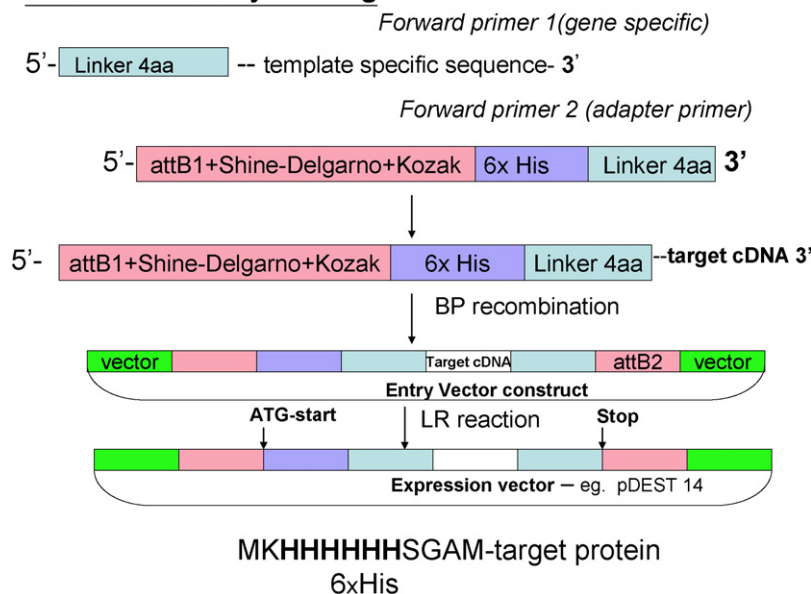 Forward primer 1(gene specific)
5'- Linker 4aa -- template specific sequence- 3'
Forward primer 2 (adapter primer)
5'- attB1+Shine-Delgarno+Kozak 6x His Linker 4aa 3'
5'- attB1+Shine-Delgarno+Kozak 6x His Linker 4aa --target cDNA 3'
BP recombination
vector Target cDNA attB2 vector
Entry Vector construct
ATG-start LR reaction Stop
Expression vector – eg. pDEST 14
MKHHHHHHSGAM-target protein
6xHis